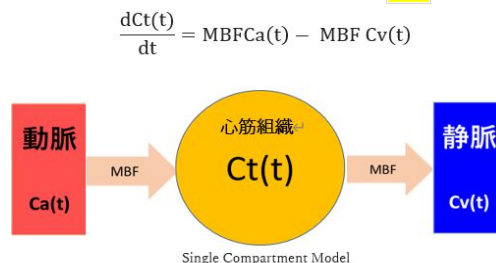 dCt(t)
dt
= MBFCa(t) − MBF Cv(t)
動脈
Ca(t)
MBF
心筋組織↵
Ct(t)
MBF
静脈
Cv(t)
Single Compartment Model